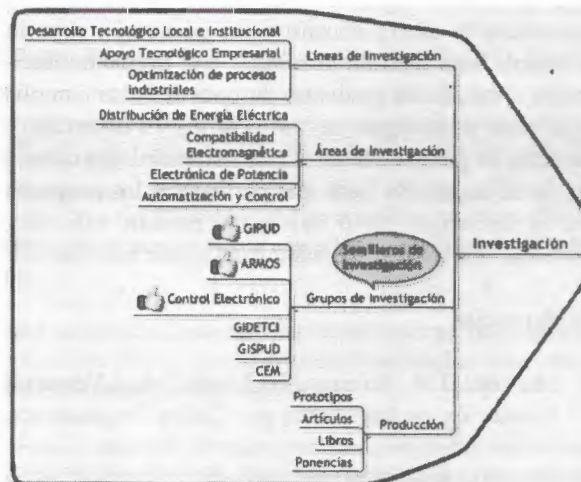 Desarrollo Tecnológico Local e Institucional
Apoyo Tecnológico Empresarial
Optimización de procesos
industriales
Líneas de Investigación
Distribución de Energía Eléctrica
Compatibilidad
Electromagnética
Electrónica de Potencia
Automatización y Control
Áreas de Investigación
GIPUD
ARMOS
Control Electrónico
GIDETCI
GISPUD
CEM
Semilleros de
Investigación
Grupos de Investigación
Prototipos
Artículos
Libros
Ponencias
Producción
Investigación